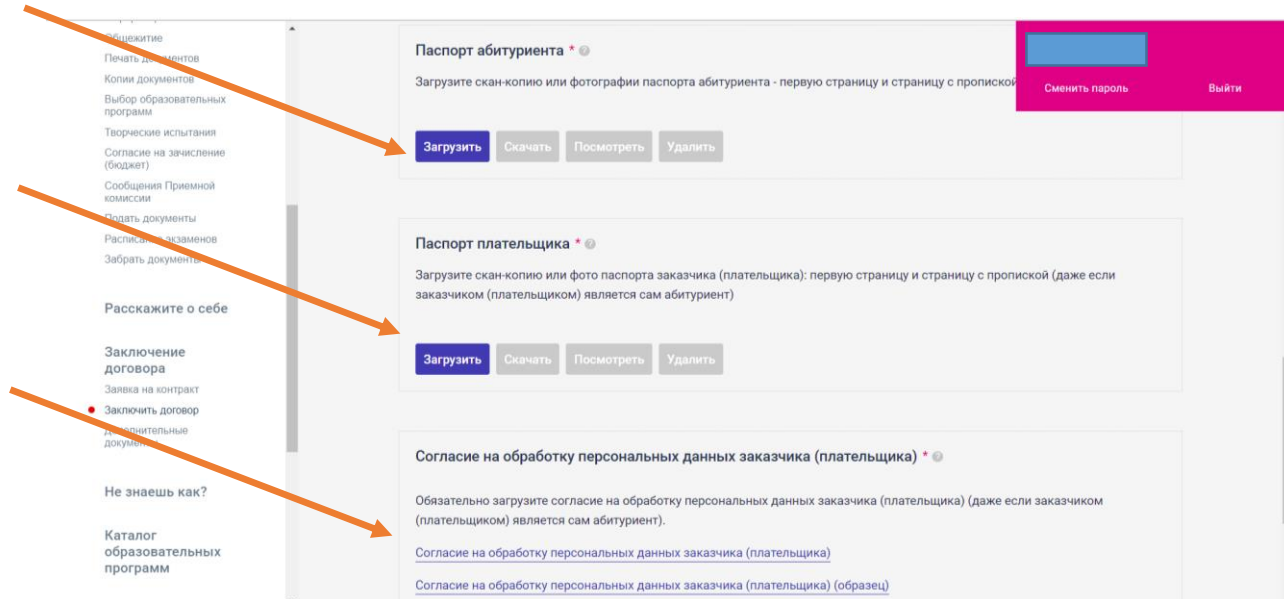 Общежитие
Печать документов
Копии документов
Выбор образовательных
программ
Творческие испытания
Согласие на зачисление
(бюджет)
Сообщения Приемной
комиссии
Подать документы
Расписание экзаменов
Забрать документы
Расскажите о себе
Заключение
договора
Заявка на контракт
Заключить договор
Дополнительные
документы
Не знаешь как?
Каталог
образовательных
программ
Паспорт абитуриента *
Загрузите скан-копию или фотографии паспорта абитуриента - первую страницу и страницу с пропиской
Загрузить Скачать Посмотреть Удалить
Сменить пароль Выйти
Паспорт плательщика *
Загрузите скан-копию или фото паспорта заказчика (плательщика): первую страницу и страницу с пропиской (даже если
заказчиком (плательщиком) является сам абитуриент)
Загрузить Скачать Посмотреть Удалить
Согласие на обработку персональных данных заказчика (плательщика) *
Обязательно загрузите согласие на обработку персональных данных заказчика (плательщика) (даже если заказчиком
(плательщиком) является сам абитуриент).
Согласие на обработку персональных данных заказчика (плательщика)
Согласие на обработку персональных данных заказчика (плательщика) (образец)